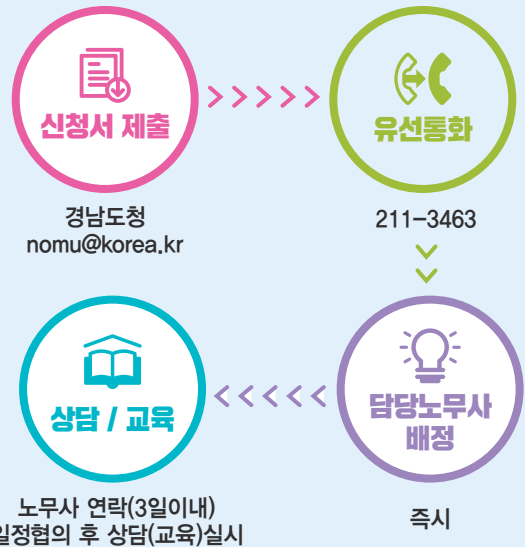 신청서 제출
경남도청
nomu@korea.kr
유선통화
211-3463
담당노무사
배정
즉시
상담 / 교육
노무사 연락(3일이내)
일정협의 후 상담(교육)실시